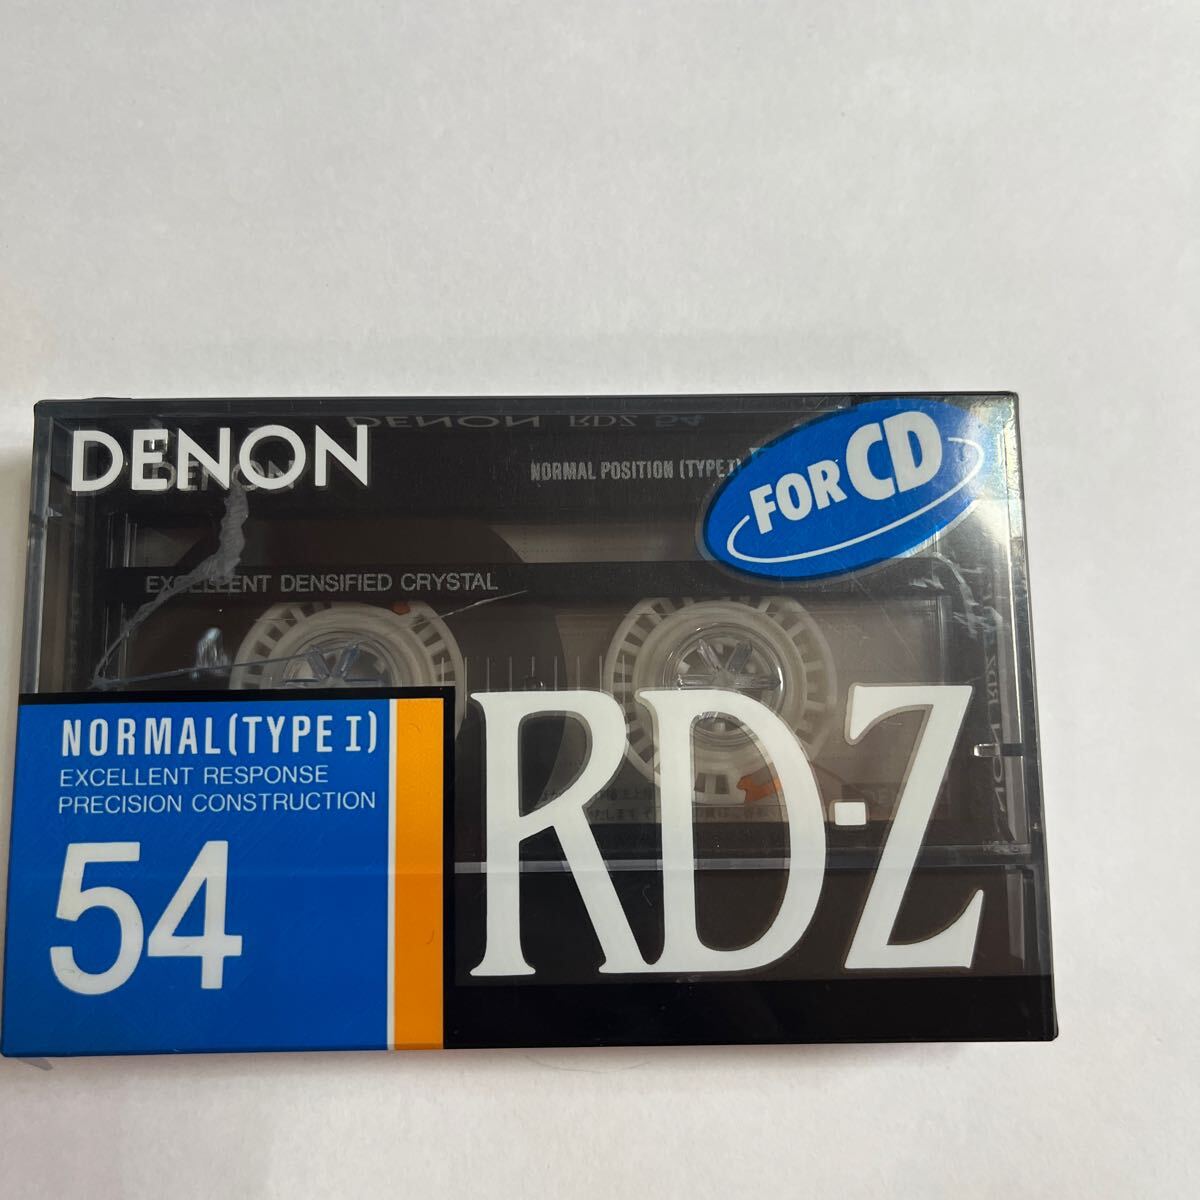 DENON RDZ 54
DENON
DENON
NORMAL POSITION (TYPE I)
FOR CD
EXCELLENT DENSIFIED CRYSTAL
NORMAL (TYPE I)
EXCELLENT RESPONSE
PRECISION CONSTRUCTION
54
RD·Z